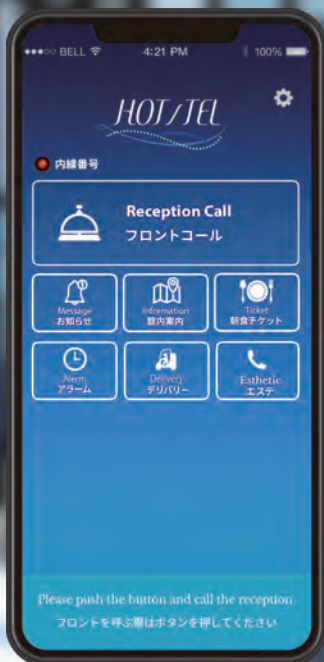 BELL 4:21 PM 100%
HOT/TEL
内線番号
Reception Call
フロントコール
Message
お知らせ
Information
館内案内
Ticket
朝食チケット
Alarm
アラーム
Delivery
デリバリー
Esthetic
エステ
Please push the button and call the reception
フロントを呼ぶ際はボタンを押してください